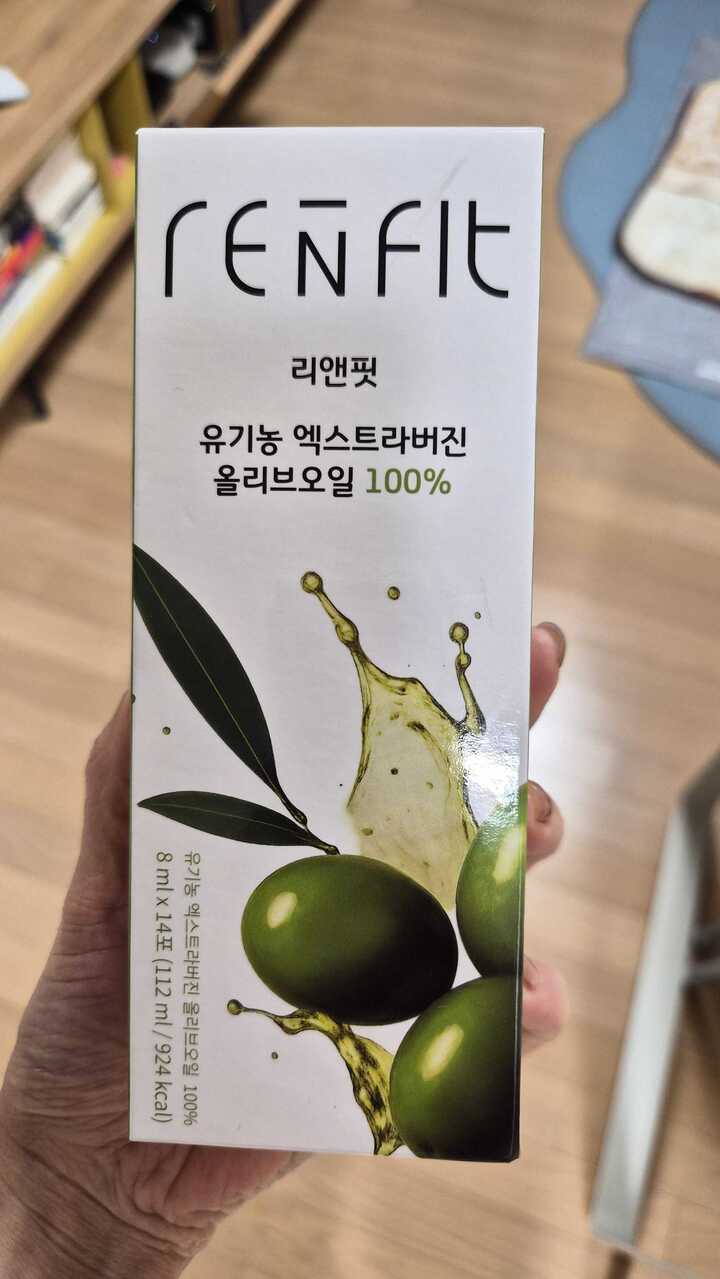 RENFIt
리앤핏
유기농 엑스트라버진
올리브오일 100%
유기농 엑스트라버진 올리브오일 100%
8 ml x 14포 (112 ml / 924 kcal)